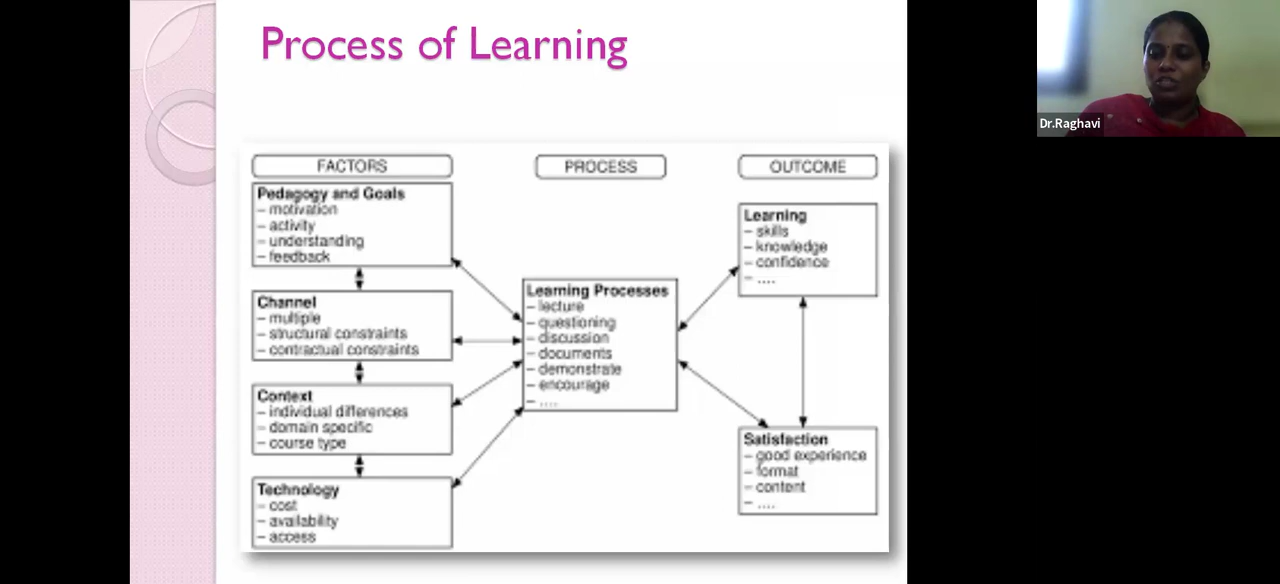 Process of Learning
Dr.Raghavi
FACTORS
PROCESS
OUTCOME
Pedagogy and Goals
– motivation
– activity
– understanding
– feedback
Channel
– multiple
– structural constraints
– contractual constraints
Context
– individual differences
– domain specific
– course type
Technology
– cost
– availability
– access
Learning Processes
– lecture
– questioning
– discussion
– documents
– demonstrate
– encourage
– ....
Learning
– skills
– knowledge
– confidence
– ....
Satisfaction
– good experience
– format
– content
– ....